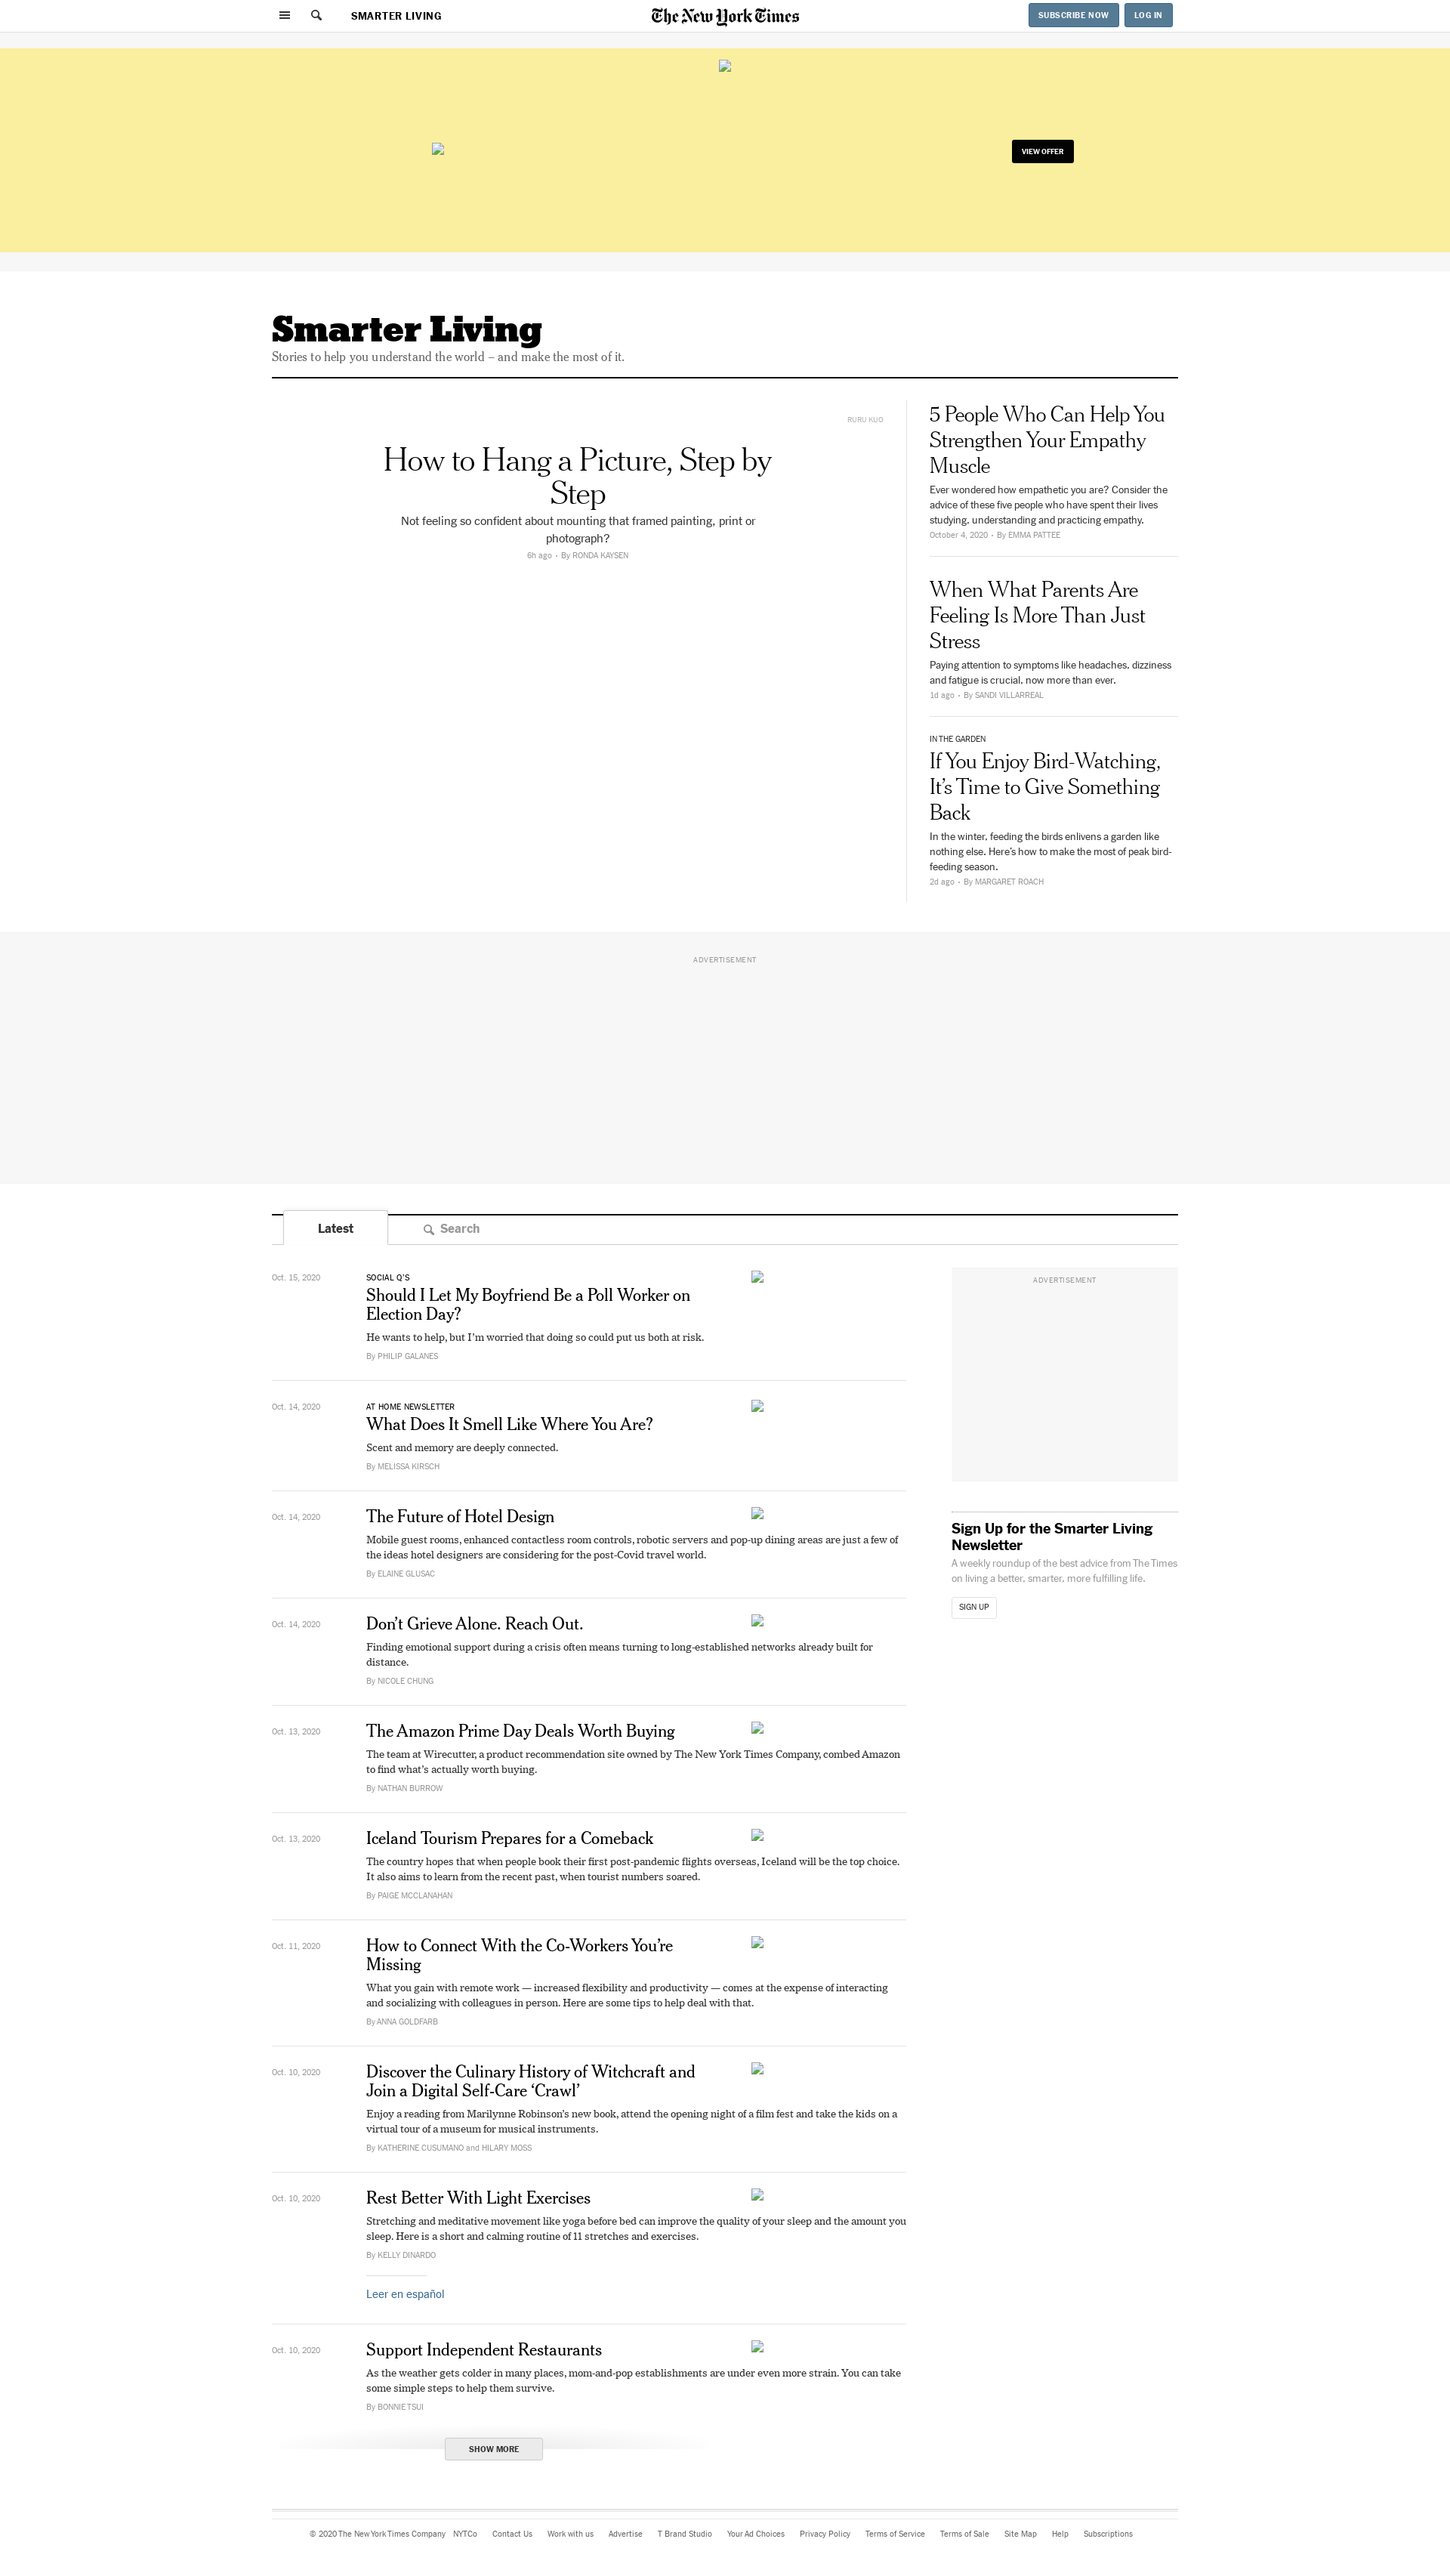 SMARTER LIVING
The New York Times
SUBSCRIBE NOW
LOG IN
VIEW OFFER
Smarter Living
Stories to help you understand the world – and make the most of it.
RURU KUO
How to Hang a Picture, Step by
Step
Not feeling so confident about mounting that framed painting, print or
photograph?
6h ago • By RONDA KAYSEN
5 People Who Can Help You
Strengthen Your Empathy
Muscle
Ever wondered how empathetic you are? Consider the
advice of these five people who have spent their lives
studying, understanding and practicing empathy.
October 4, 2020 • By EMMA PATTEE
When What Parents Are
Feeling Is More Than Just
Stress
Paying attention to symptoms like headaches, dizziness
and fatigue is crucial, now more than ever.
1d ago • By SANDI VILLARREAL
IN THE GARDEN
If You Enjoy Bird-Watching,
It’s Time to Give Something
Back
In the winter, feeding the birds enlivens a garden like
nothing else. Here’s how to make the most of peak bird-
feeding season.
2d ago • By MARGARET ROACH
ADVERTISEMENT
Latest
Search
Oct. 15, 2020
SOCIAL Q’S
Should I Let My Boyfriend Be a Poll Worker on
Election Day?
He wants to help, but I’m worried that doing so could put us both at risk.
By PHILIP GALANES
Oct. 14, 2020
AT HOME NEWSLETTER
What Does It Smell Like Where You Are?
Scent and memory are deeply connected.
By MELISSA KIRSCH
Oct. 14, 2020
The Future of Hotel Design
Mobile guest rooms, enhanced contactless room controls, robotic servers and pop-up dining areas are just a few of
the ideas hotel designers are considering for the post-Covid travel world.
By ELAINE GLUSAC
Oct. 14, 2020
Don’t Grieve Alone. Reach Out.
Finding emotional support during a crisis often means turning to long-established networks already built for
distance.
By NICOLE CHUNG
Oct. 13, 2020
The Amazon Prime Day Deals Worth Buying
The team at Wirecutter, a product recommendation site owned by The New York Times Company, combed Amazon
to find what’s actually worth buying.
By NATHAN BURROW
Oct. 13, 2020
Iceland Tourism Prepares for a Comeback
The country hopes that when people book their first post-pandemic flights overseas, Iceland will be the top choice.
It also aims to learn from the recent past, when tourist numbers soared.
By PAIGE MCCLANAHAN
Oct. 11, 2020
How to Connect With the Co-Workers You’re
Missing
What you gain with remote work — increased flexibility and productivity — comes at the expense of interacting
and socializing with colleagues in person. Here are some tips to help deal with that.
By ANNA GOLDFARB
Oct. 10, 2020
Discover the Culinary History of Witchcraft and
Join a Digital Self-Care ‘Crawl’
Enjoy a reading from Marilynne Robinson’s new book, attend the opening night of a film fest and take the kids on a
virtual tour of a museum for musical instruments.
By KATHERINE CUSUMANO and HILARY MOSS
Oct. 10, 2020
Rest Better With Light Exercises
Stretching and meditative movement like yoga before bed can improve the quality of your sleep and the amount you
sleep. Here is a short and calming routine of 11 stretches and exercises.
By KELLY DINARDO
Leer en español
Oct. 10, 2020
Support Independent Restaurants
As the weather gets colder in many places, mom-and-pop establishments are under even more strain. You can take
some simple steps to help them survive.
By BONNIE TSUI
SHOW MORE
ADVERTISEMENT
Sign Up for the Smarter Living
Newsletter
A weekly roundup of the best advice from The Times
on living a better, smarter, more fulfilling life.
SIGN UP
© 2020 The New York Times Company NYTCo Contact Us Work with us Advertise T Brand Studio Your Ad Choices Privacy Policy Terms of Service Terms of Sale Site Map Help Subscriptions